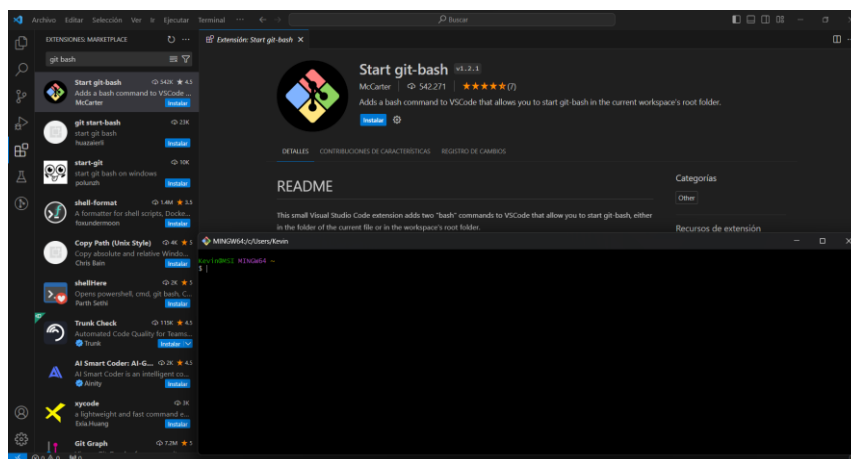 Archivo Editar Selección Ver Ir Ejecutar Terminal ··· Buscar
EXTENSIONES: MARKETPLACE
git bash
Start git-bash 542K ★ 4.5
Adds a bash command to VSCode ...
McCarter Instalar
git start-bash 23K
start git bash
huazaierli Instalar
start-git 10K
start git bash on windows
polunzh Instalar
shell-format 1.4M ★ 3.5
A formatter for shell scripts, Docke...
foxundermoon Instalar
Copy Path (Unix Style) 4K ★ 5
Copy absolute and relative Windo...
Chris Bain Instalar
shellHere 2K ★ 5
Opens powershell, cmd, git bash, C...
Parth Sethi Instalar
Trunk Check 115K ★ 4.5
Automated Code Quality for Teams...
Trunk Instalar
AI Smart Coder: AI-G... 2K ★ 4.5
AI Smart Coder is an intelligent co...
Ainity Instalar
xycode 3K
a lightweight and fast command e...
Exia.Huang Instalar
Git Graph 7.2M ★ 5
Extensión: Start git-bash ×
Start git-bash v1.2.1
McCarter 542.271 ★★★★★(7)
Adds a bash command to VSCode that allows you to start git-bash in the current workspace's root folder.
Instalar
DETALLES CONTRIBUCIONES DE CARACTERÍSTICAS REGISTRO DE CAMBIOS
README
This small Visual Studio Code extension adds two "bash" commands to VSCode that allow you to start git-bash, either
in the folder of the current file or in the workspace's root folder.
Categorías
Other
Recursos de extensión
MINGW64:/c/Users/Kevin
Kevin@MSI MINGW64 ~
$